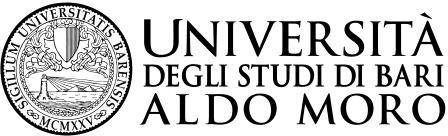 SIGILLUM UNIVERSITATIS BARENSIS
MCMXXV
UNIVERSITÀ
DEGLI STUDI DI BARI
ALDO MORO